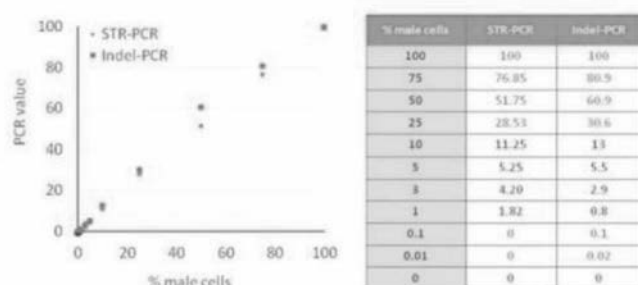 100
80
60
40
20
0
PCR value
STR-PCR
Indel-PCR
0 20 40 60 80 100
% male cells
% male cells STR-PCR Indel-PCR
100 100 100
75 76.85 80.9
50 51.75 60.9
25 28.53 30.6
10 11.25 13
5 5.25 5.5
3 4.20 2.9
1 1.82 0.8
0.1 0 0.1
0.01 0 0.02
0 0 0